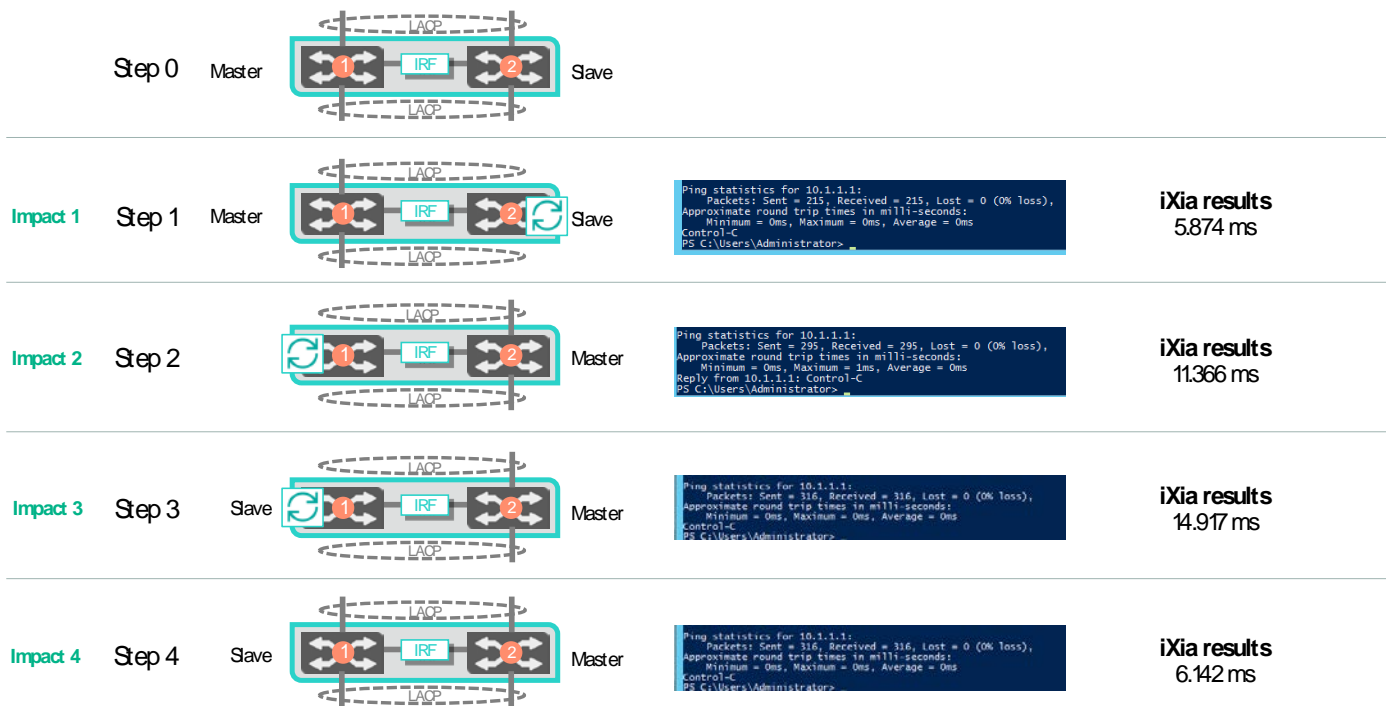 LACP
Step 0
Master
1
IRF
2
Slave
LACP
LACP
Impact 1
Step 1
Master
1
IRF
2
Slave
LACP
Ping statistics for 10.1.1.1:
Packets: Sent = 215, Received = 215, Lost = 0 (0% loss),
Approximate round trip times in milli-seconds:
Minimum = 0ms, Maximum = 0ms, Average = 0ms
Control-C
PS C:\Users\Administrator> _
iXia results
5.874 ms
LACP
Impact 2
Step 2
1
IRF
2
Master
LACP
Ping statistics for 10.1.1.1:
Packets: Sent = 295, Received = 295, Lost = 0 (0% loss),
Approximate round trip times in milli-seconds:
Minimum = 0ms, Maximum = 1ms, Average = 0ms
Reply from 10.1.1.1: Control-C
PS C:\Users\Administrator> _
iXia results
11.366 ms
LACP
Impact 3
Step 3
Slave
1
IRF
2
Master
LACP
Ping statistics for 10.1.1.1:
Packets: Sent = 316, Received = 316, Lost = 0 (0% loss),
Approximate round trip times in milli-seconds:
Minimum = 0ms, Maximum = 0ms, Average = 0ms
Control-C
PS C:\Users\Administrator> _
iXia results
14.917 ms
LACP
Impact 4
Step 4
Slave
1
IRF
2
Master
LACP
Ping statistics for 10.1.1.1:
Packets: Sent = 316, Received = 316, Lost = 0 (0% loss),
Approximate round trip times in milli-seconds:
Minimum = 0ms, Maximum = 0ms, Average = 0ms
Control-C
PS C:\Users\Administrator> _
iXia results
6.142 ms